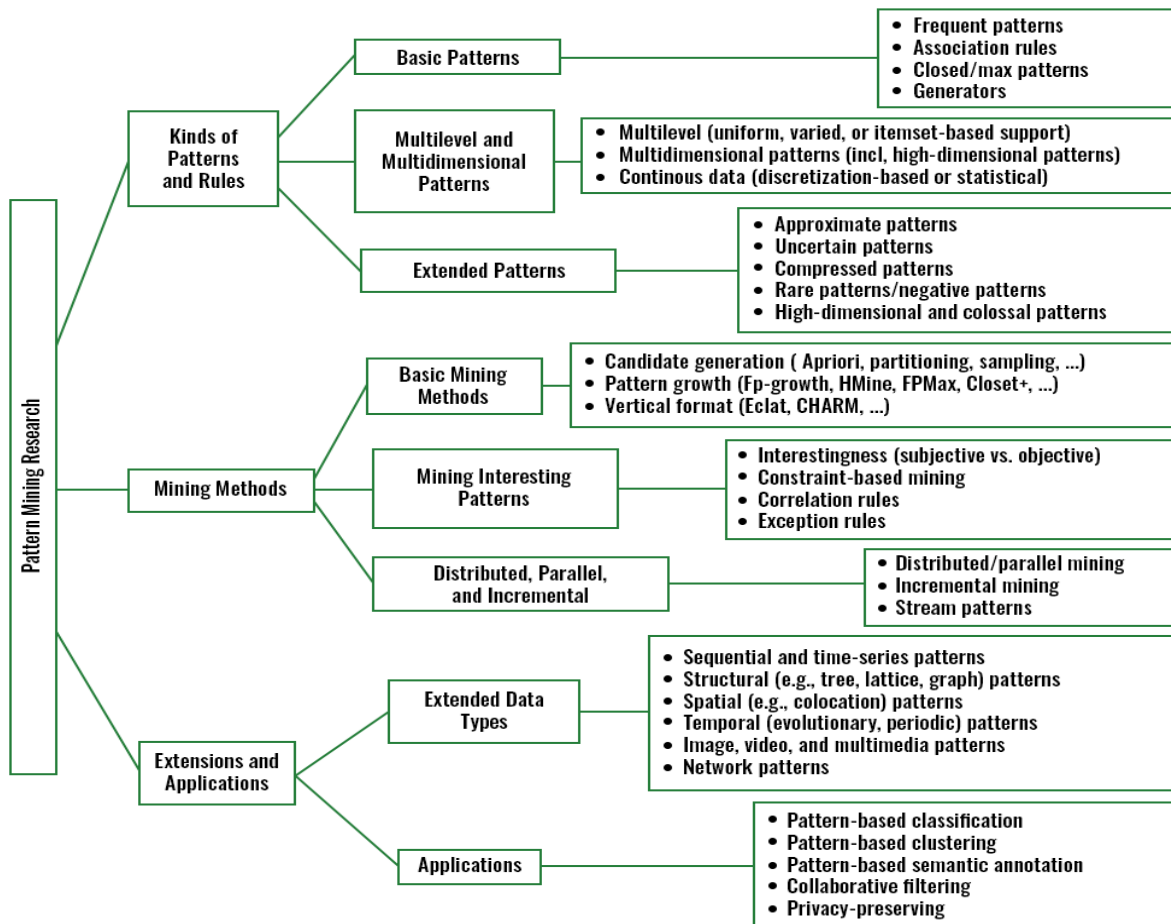 Pattern Mining Research
Kinds of
Patterns
and Rules
Basic Patterns
• Frequent patterns
• Association rules
• Closed/max patterns
• Generators
Multilevel and
Multidimensional
Patterns
• Multilevel (uniform, varied, or itemset-based support)
• Multidimensional patterns (incl, high-dimensional patterns)
• Continous data (discretization-based or statistical)
Extended Patterns
• Approximate patterns
• Uncertain patterns
• Compressed patterns
• Rare patterns/negative patterns
• High-dimensional and colossal patterns
Mining Methods
Basic Mining
Methods
• Candidate generation ( Apriori, partitioning, sampling, ...)
• Pattern growth (Fp-growth, HMine, FPMax, Closet+, ...)
• Vertical format (Eclat, CHARM, ...)
Mining Interesting
Patterns
• Interestingness (subjective vs. objective)
• Constraint-based mining
• Correlation rules
• Exception rules
Distributed, Parallel,
and Incremental
• Distributed/parallel mining
• Incremental mining
• Stream patterns
Extensions and
Applications
Extended Data
Types
• Sequential and time-series patterns
• Structural (e.g., tree, lattice, graph) patterns
• Spatial (e.g., colocation) patterns
• Temporal (evolutionary, periodic) patterns
• Image, video, and multimedia patterns
• Network patterns
Applications
• Pattern-based classification
• Pattern-based clustering
• Pattern-based semantic annotation
• Collaborative filtering
• Privacy-preserving